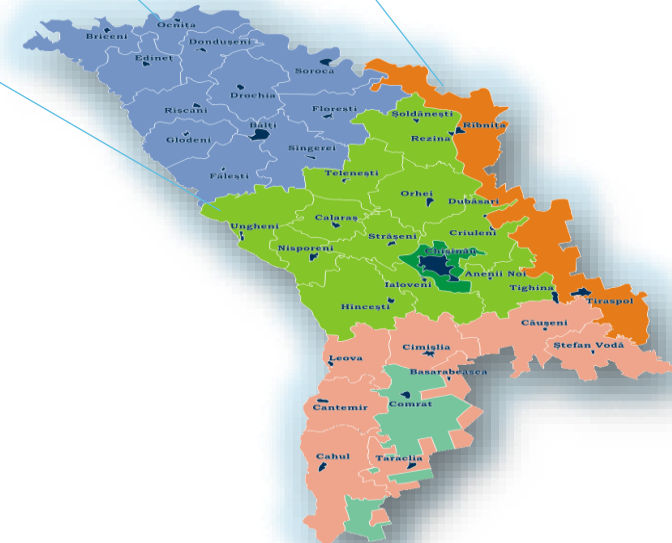 Ocnița
Briceni
Dondușeni
Edineț
Soroca
Drochia
Rîșcani
Florești
Șoldănești
Bălți
Rîbnița
Glodeni
Rezina
Sîngerei
Fălești
Telenești
Orhei
Dubăsari
Calaraș
Ungheni
Criuleni
Strășeni
Nisporeni
Chișinău
Anenii Noi
Ialoveni
Tighina
Tiraspol
Hîncești
Căușeni
Cimișlia
Ștefan Vodă
Leova
Basarabeasca
Comrat
Cantemir
Cahul
Taraclia